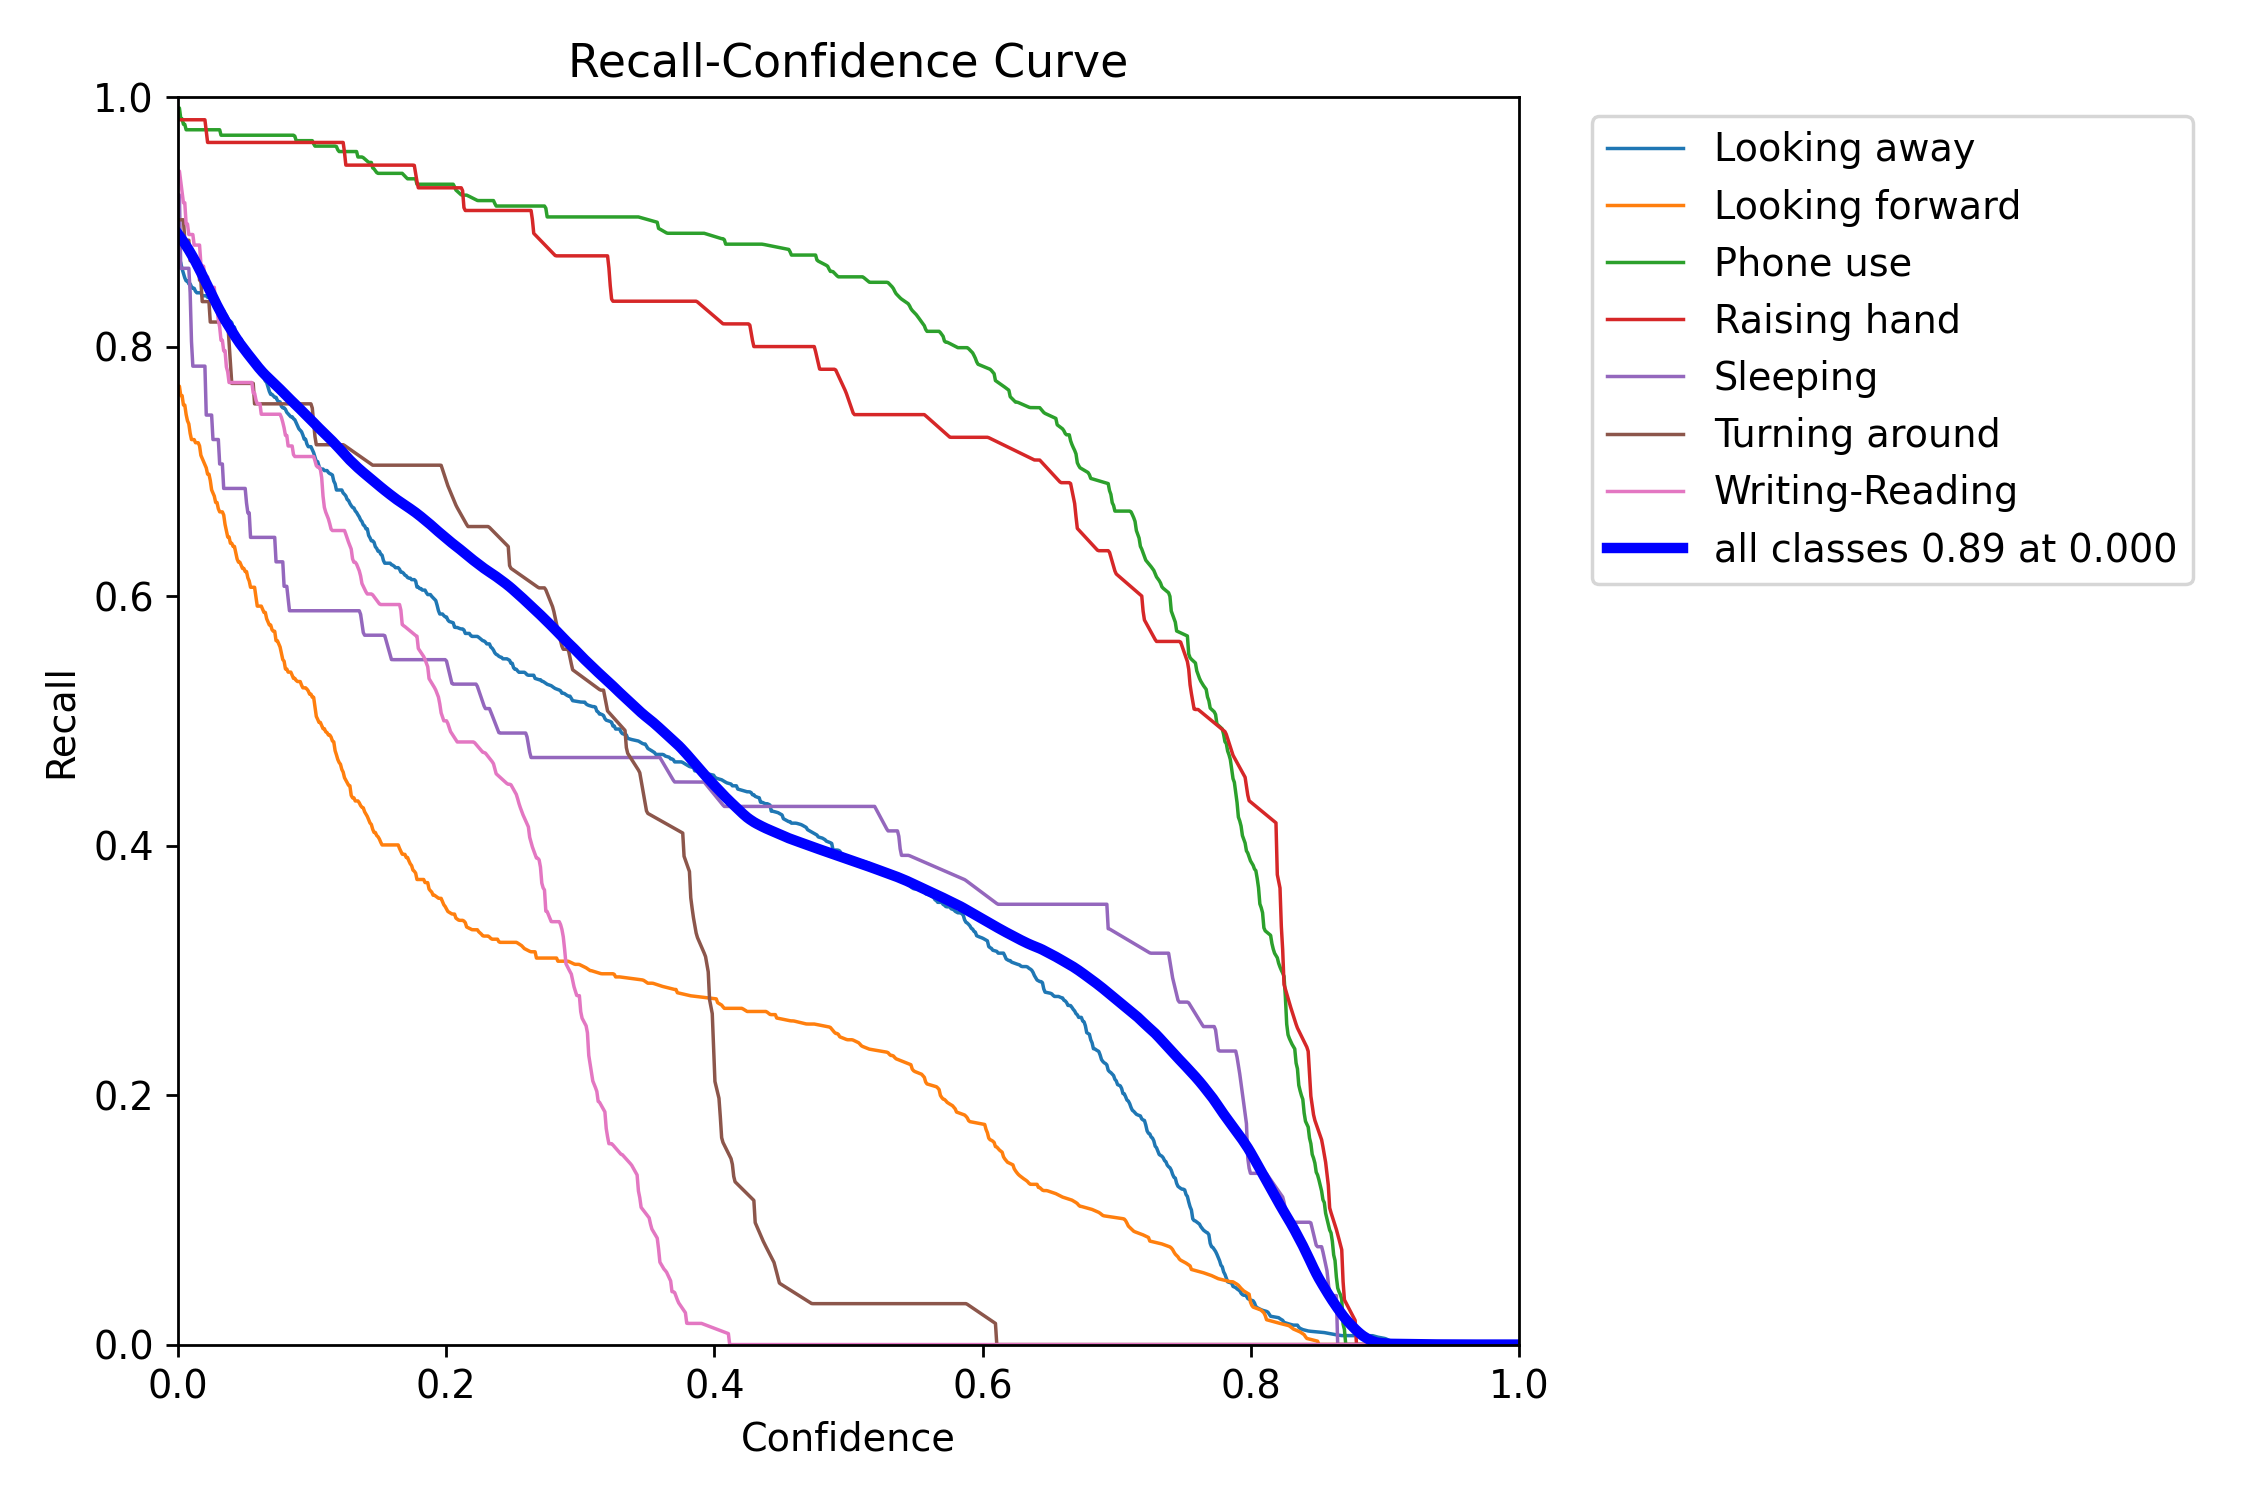 Recall-Confidence Curve
1.0
0.8
0.6
0.4
0.2
0.0
Recall
0.0 0.2 0.4 0.6 0.8 1.0
Confidence
Looking away
Looking forward
Phone use
Raising hand
Sleeping
Turning around
Writing-Reading
all classes 0.89 at 0.000